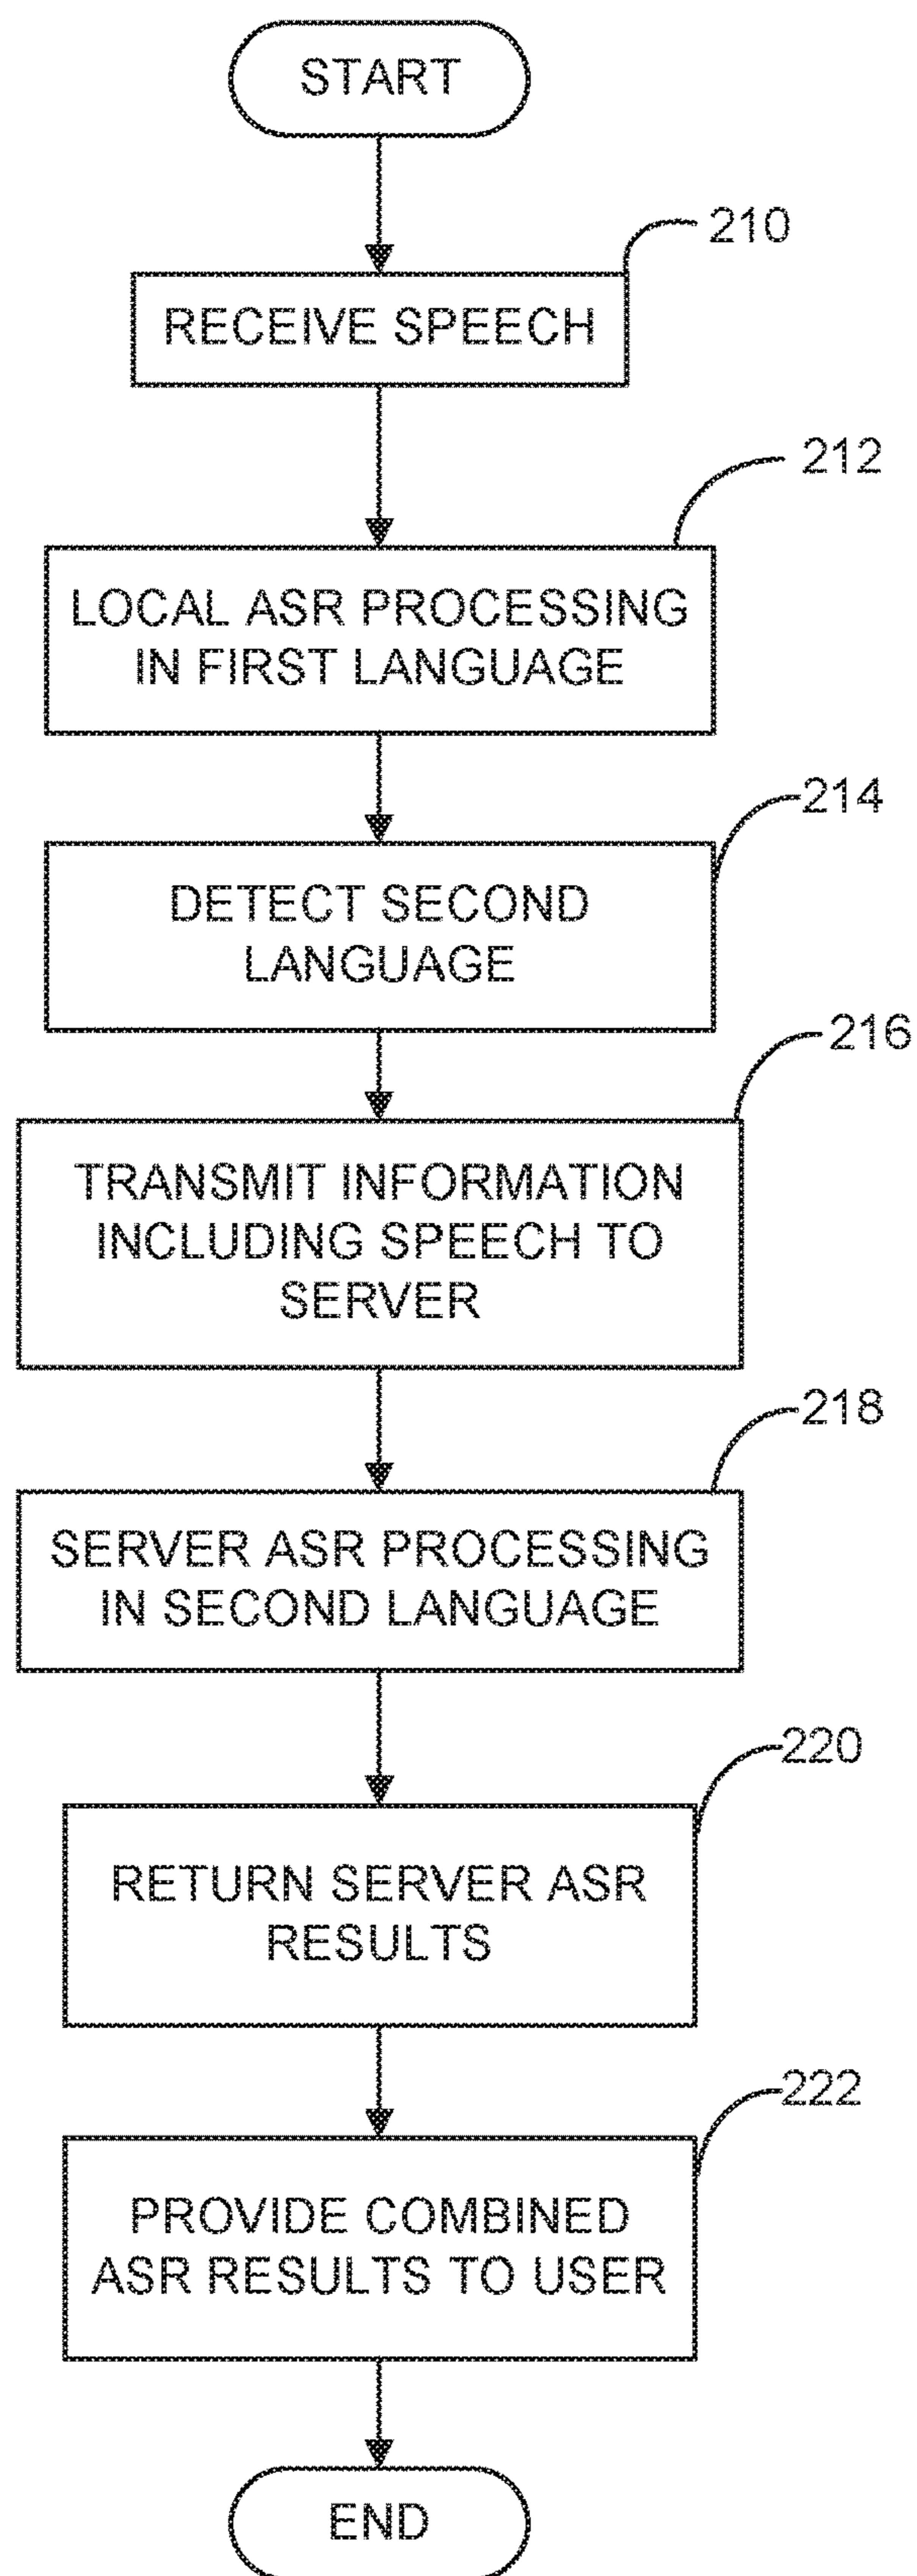 START
210
RECEIVE SPEECH
212
LOCAL ASR PROCESSING
IN FIRST LANGUAGE
214
DETECT SECOND
LANGUAGE
216
TRANSMIT INFORMATION
INCLUDING SPEECH TO
SERVER
218
SERVER ASR PROCESSING
IN SECOND LANGUAGE
220
RETURN SERVER ASR
RESULTS
222
PROVIDE COMBINED
ASR RESULTS TO USER
END